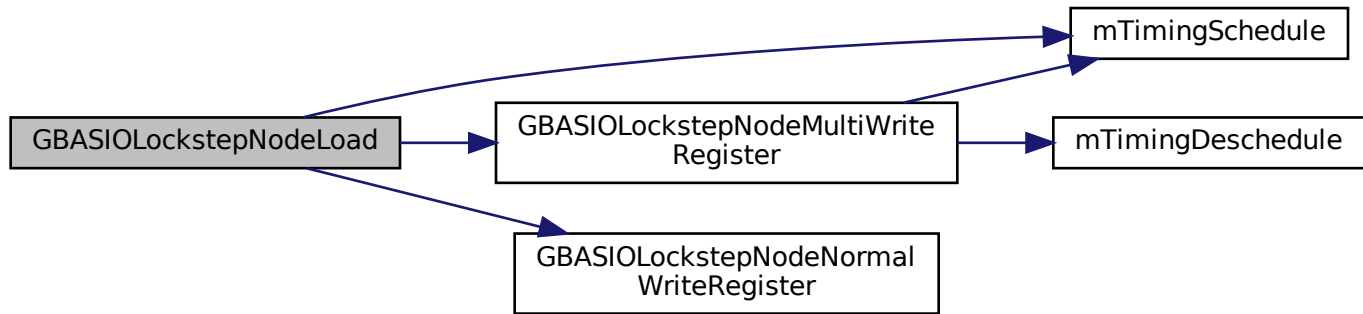 mTimingSchedule
GBASIOLockstepNodeLoad
GBASIOLockstepNodeMultiWrite
Register
mTimingDeschedule
GBASIOLockstepNodeNormal
WriteRegister